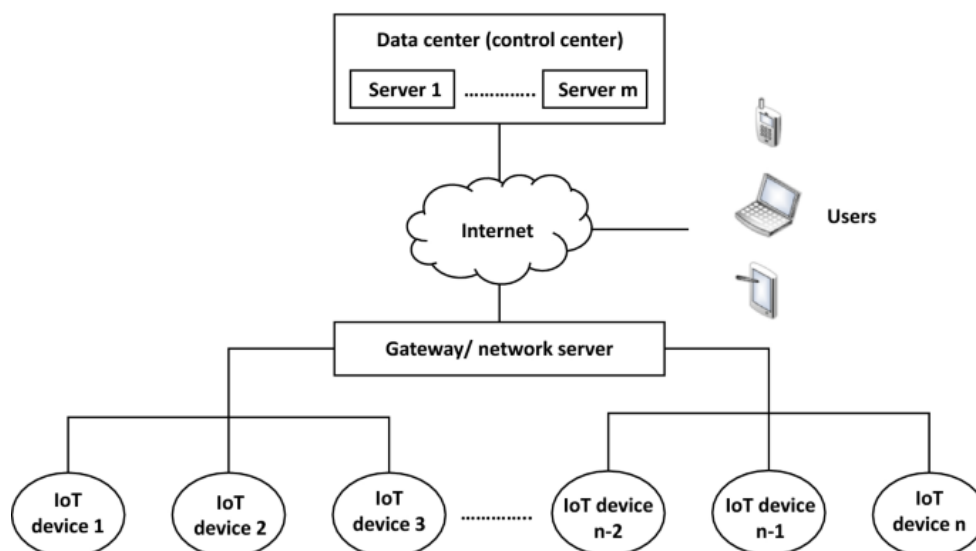 Data center (control center)
Server 1 ………….. Server m
Internet
Users
Gateway/ network server
IoT
device 1
IoT
device 2
IoT
device 3
…………..
IoT device
n-2
IoT device
n-1
IoT
device n